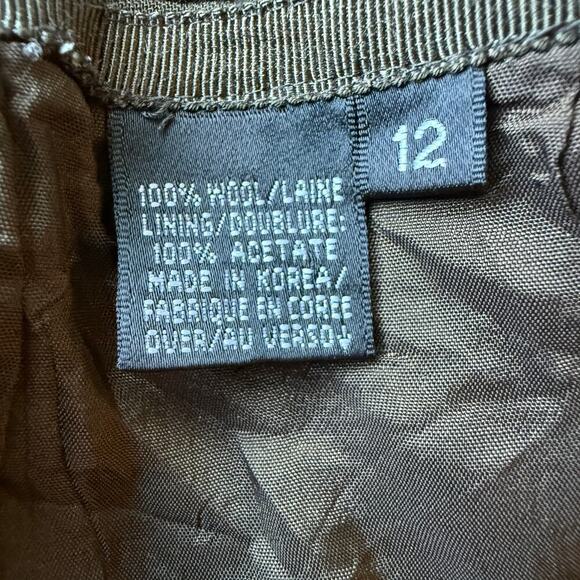 12
100% WOOL/LAINE
LINING/DOUBLURE:
100% ACETATE
MADE IN KOREA/
FABRIQUE EN COREE
OVER/AU VERSO↓